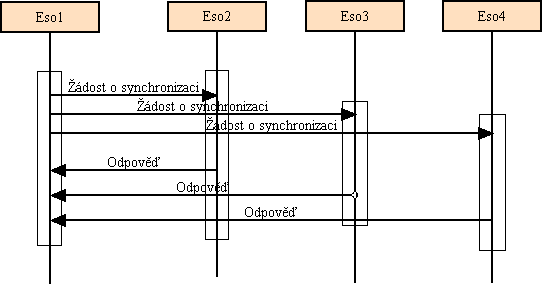 Eso1
Eso2
Eso3
Eso4
Žádost o synchronizaci
Žádost o synchronizaci
Žádost o synchronizaci
Odpověď
Odpověď
Odpověď